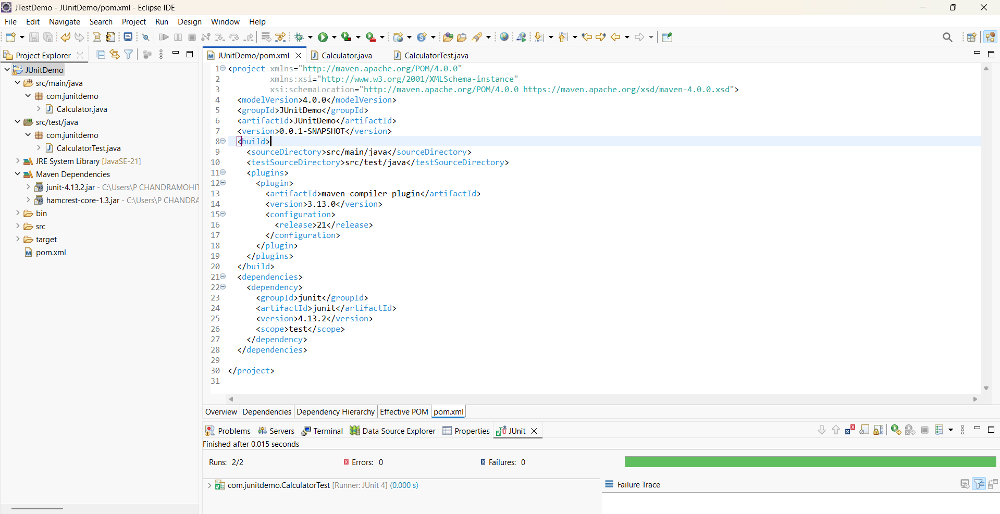 JTestDemo - JUnitDemo/pom.xml - Eclipse IDE
File Edit Navigate Search Project Run Design Window Help
Project Explorer
JUnitDemo
src/main/java
com.junitdemo
Calculator.java
src/test/java
com.junitdemo
CalculatorTest.java
JRE System Library [JavaSE-21]
Maven Dependencies
junit-4.13.2.jar - C:\Users\P CHANDRAMOHIT
hamcrest-core-1.3.jar - C:\Users\P CHANDRA
bin
src
target
pom.xml
JUnitDemo/pom.xml Calculator.java CalculatorTest.java
1 <project xmlns="http://maven.apache.org/POM/4.0.0"
2 xmlns:xsi="http://www.w3.org/2001/XMLSchema-instance"
3 xsi:schemaLocation="http://maven.apache.org/POM/4.0.0 https://maven.apache.org/xsd/maven-4.0.0.xsd">
4 <modelVersion>4.0.0</modelVersion>
5 <groupId>JUnitDemo</groupId>
6 <artifactId>JUnitDemo</artifactId>
7 <version>0.0.1-SNAPSHOT</version>
8 <build>
9 <sourceDirectory>src/main/java</sourceDirectory>
10 <testSourceDirectory>src/test/java</testSourceDirectory>
11 <plugins>
12 <plugin>
13 <artifactId>maven-compiler-plugin</artifactId>
14 <version>3.13.0</version>
15 <configuration>
16 <release>21</release>
17 </configuration>
18 </plugin>
19 </plugins>
20 </build>
21 <dependencies>
22 <dependency>
23 <groupId>junit</groupId>
24 <artifactId>junit</artifactId>
25 <version>4.13.2</version>
26 <scope>test</scope>
27 </dependency>
28 </dependencies>
29
30 </project>
31
Overview Dependencies Dependency Hierarchy Effective POM pom.xml
Problems Servers Terminal Data Source Explorer Properties JUnit
Finished after 0.015 seconds
Runs: 2/2 Errors: 0 Failures: 0
com.junitdemo.CalculatorTest [Runner: JUnit 4] (0.000 s)
Failure Trace